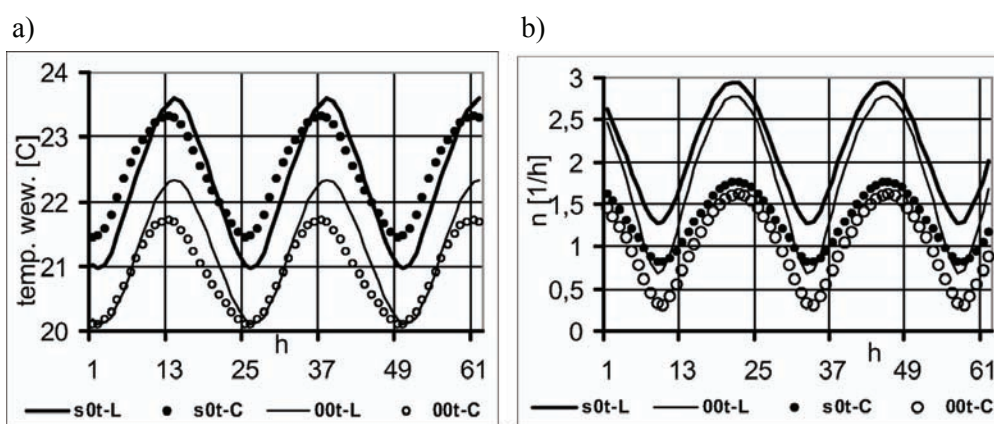 a)
24
23
22
21
20
temp. wew. [C]
1 13 25 37 49 61
h
s0t-L s0t-C 00t-L 00t-C
b)
3
2,5
2
1,5
1
0,5
0
n [1/h]
1 13 25 37 49 61
h
s0t-L 00t-L s0t-C 00t-C